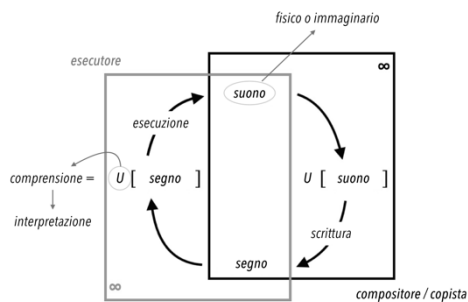 fisico o immaginario
esecutore
∞
suono
esecuzione
comprensione = U [ segno ]
U [ suono ]
interpretazione
scrittura
segno
∞
compositore / copista